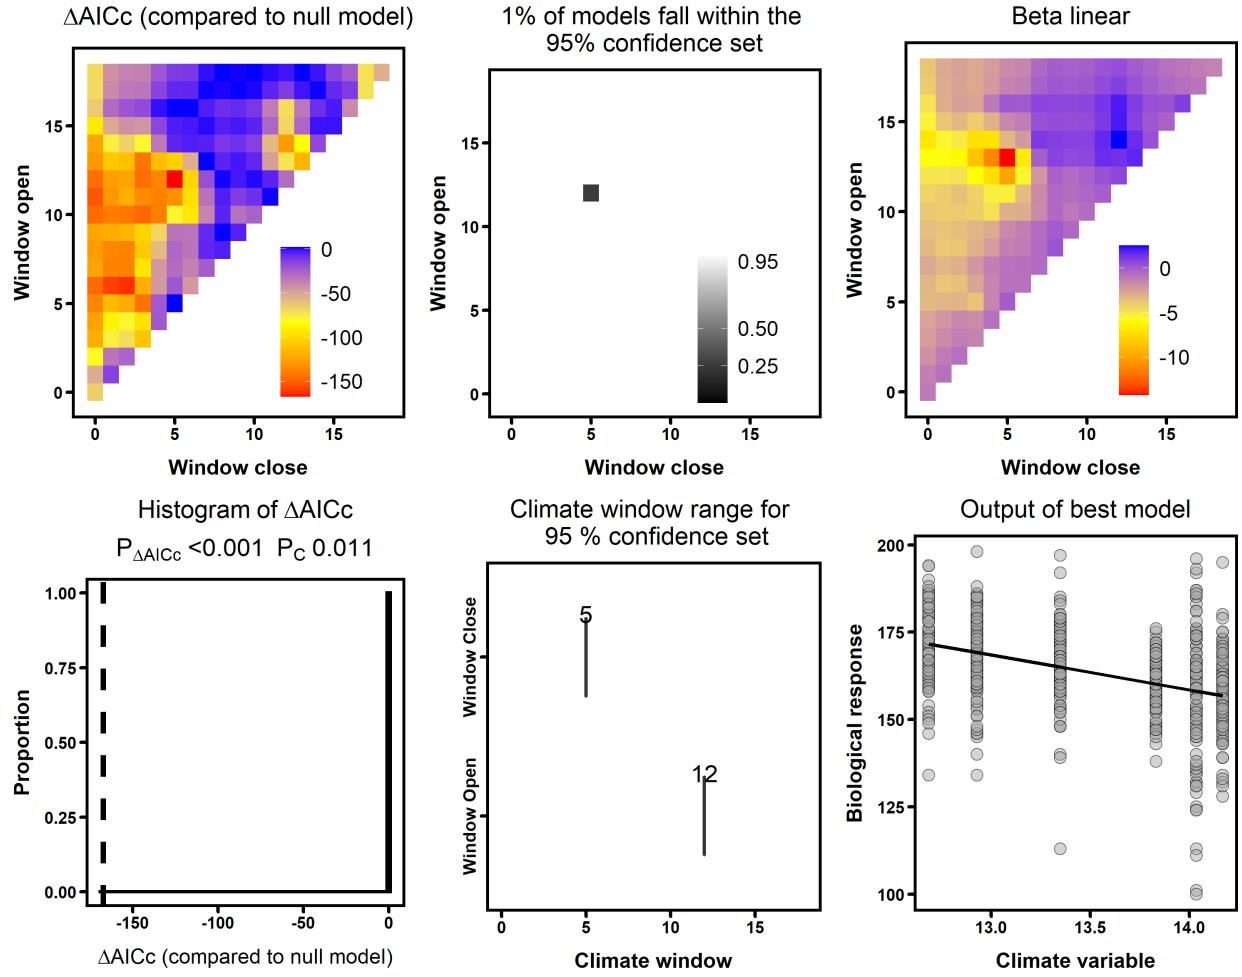 ΔAICc (compared to null model)
Window open
15
10
5
0
0
-50
-100
-150
0
5
10
15
Window close
1% of models fall within the
95% confidence set
Window open
15
10
5
0
0.95
0.50
0.25
0
5
10
15
Window close
Beta linear
Window open
15
10
5
0
0
-5
-10
0
5
10
15
Window close
Histogram of ΔAICc
PΔAICc <0.001 PC 0.011
Proportion
1.00
0.75
0.50
0.25
0.00
-150
-100
-50
0
ΔAICc (compared to null model)
Climate window range for
95 % confidence set
Window Close
Window Open
5
12
0
5
10
15
Climate window
Output of best model
Biological response
200
175
150
125
100
13.0
13.5
14.0
Climate variable